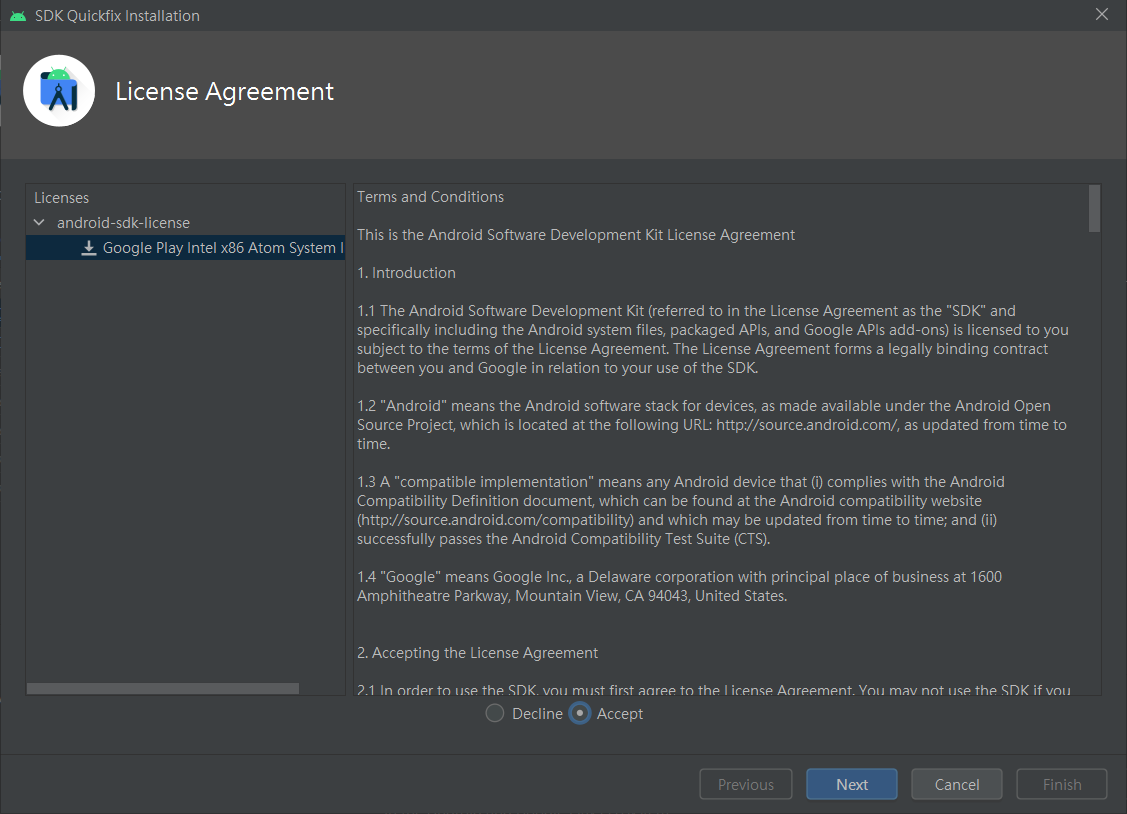 SDK Quickfix Installation
License Agreement
Licenses
android-sdk-license
Google Play Intel x86 Atom System I
Terms and Conditions
This is the Android Software Development Kit License Agreement
1. Introduction
1.1 The Android Software Development Kit (referred to in the License Agreement as the "SDK" and
specifically including the Android system files, packaged APIs, and Google APIs add-ons) is licensed to you
subject to the terms of the License Agreement. The License Agreement forms a legally binding contract
between you and Google in relation to your use of the SDK.
1.2 "Android" means the Android software stack for devices, as made available under the Android Open
Source Project, which is located at the following URL: http://source.android.com/, as updated from time to
time.
1.3 A "compatible implementation" means any Android device that (i) complies with the Android
Compatibility Definition document, which can be found at the Android compatibility website
(http://source.android.com/compatibility) and which may be updated from time to time; and (ii)
successfully passes the Android Compatibility Test Suite (CTS).
1.4 "Google" means Google Inc., a Delaware corporation with principal place of business at 1600
Amphitheatre Parkway, Mountain View, CA 94043, United States.
2. Accepting the License Agreement
2.1 In order to use the SDK, you must first agree to the License Agreement. You may not use the SDK if you
Decline Accept
Previous Next Cancel Finish